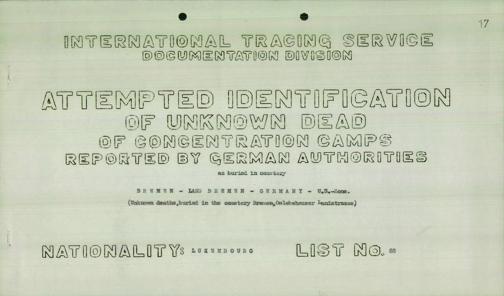 17
INTERNATIONAL TRACING SERVICE
DOCUMENTATION DIVISION
ATTEMPTED IDENTIFICATION
OF UNKNOWN DEAD
OF CONCENTRATION CAMPS
REPORTED BY GERMAN AUTHORITIES
as buried in cemetery
BREMEN - LAND BREMEN - GERMANY - U.S.-Zone.
(Unknown deaths,buried in the cemetery Bremen,
NATIONALITY: LUXEMBOURG LIST No.